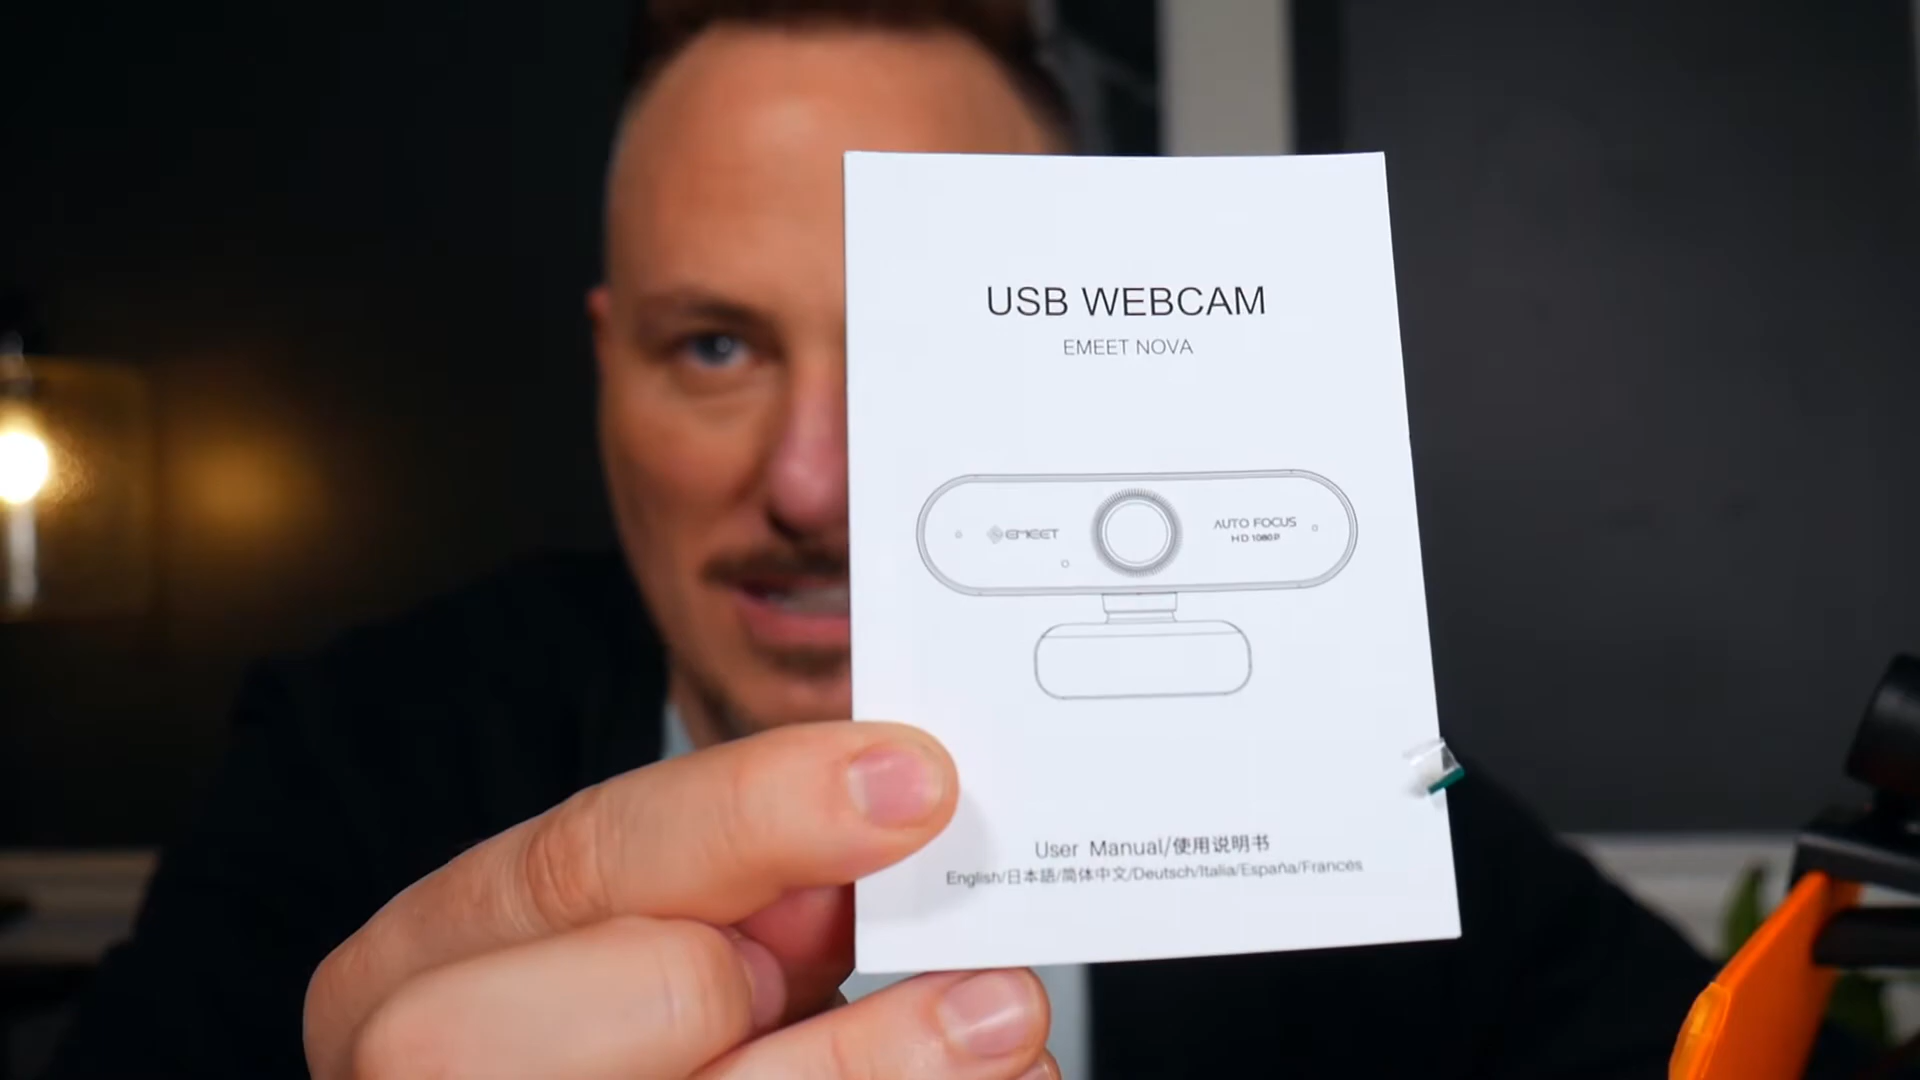 USB WEBCAM
EMEET NOVA
EMEET
AUTO FOCUS
HD 1080P
User Manual/使用说明书
English/日本語/简体中文/Deutsch/Italia/España/Francés